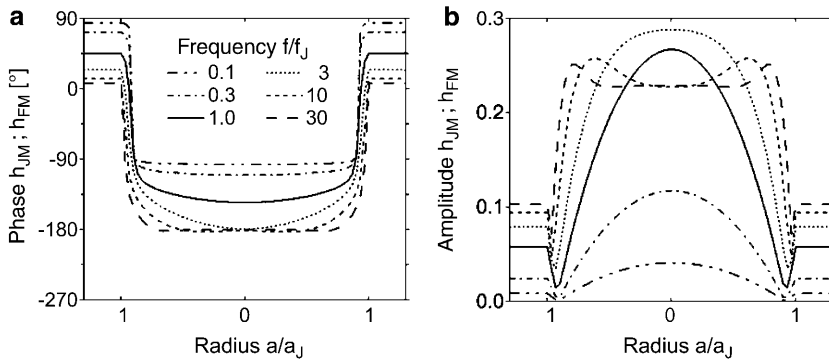 a
90
0
-90
-180
-270
Phase h_JM ; h_FM [°]
Frequency f/f_J
0.1 3
0.3 10
1.0 30
1 0 1
Radius a/a_J
b
0.3
0.2
0.1
0.0
Amplitude h_JM ; h_FM
1 0 1
Radius a/a_J